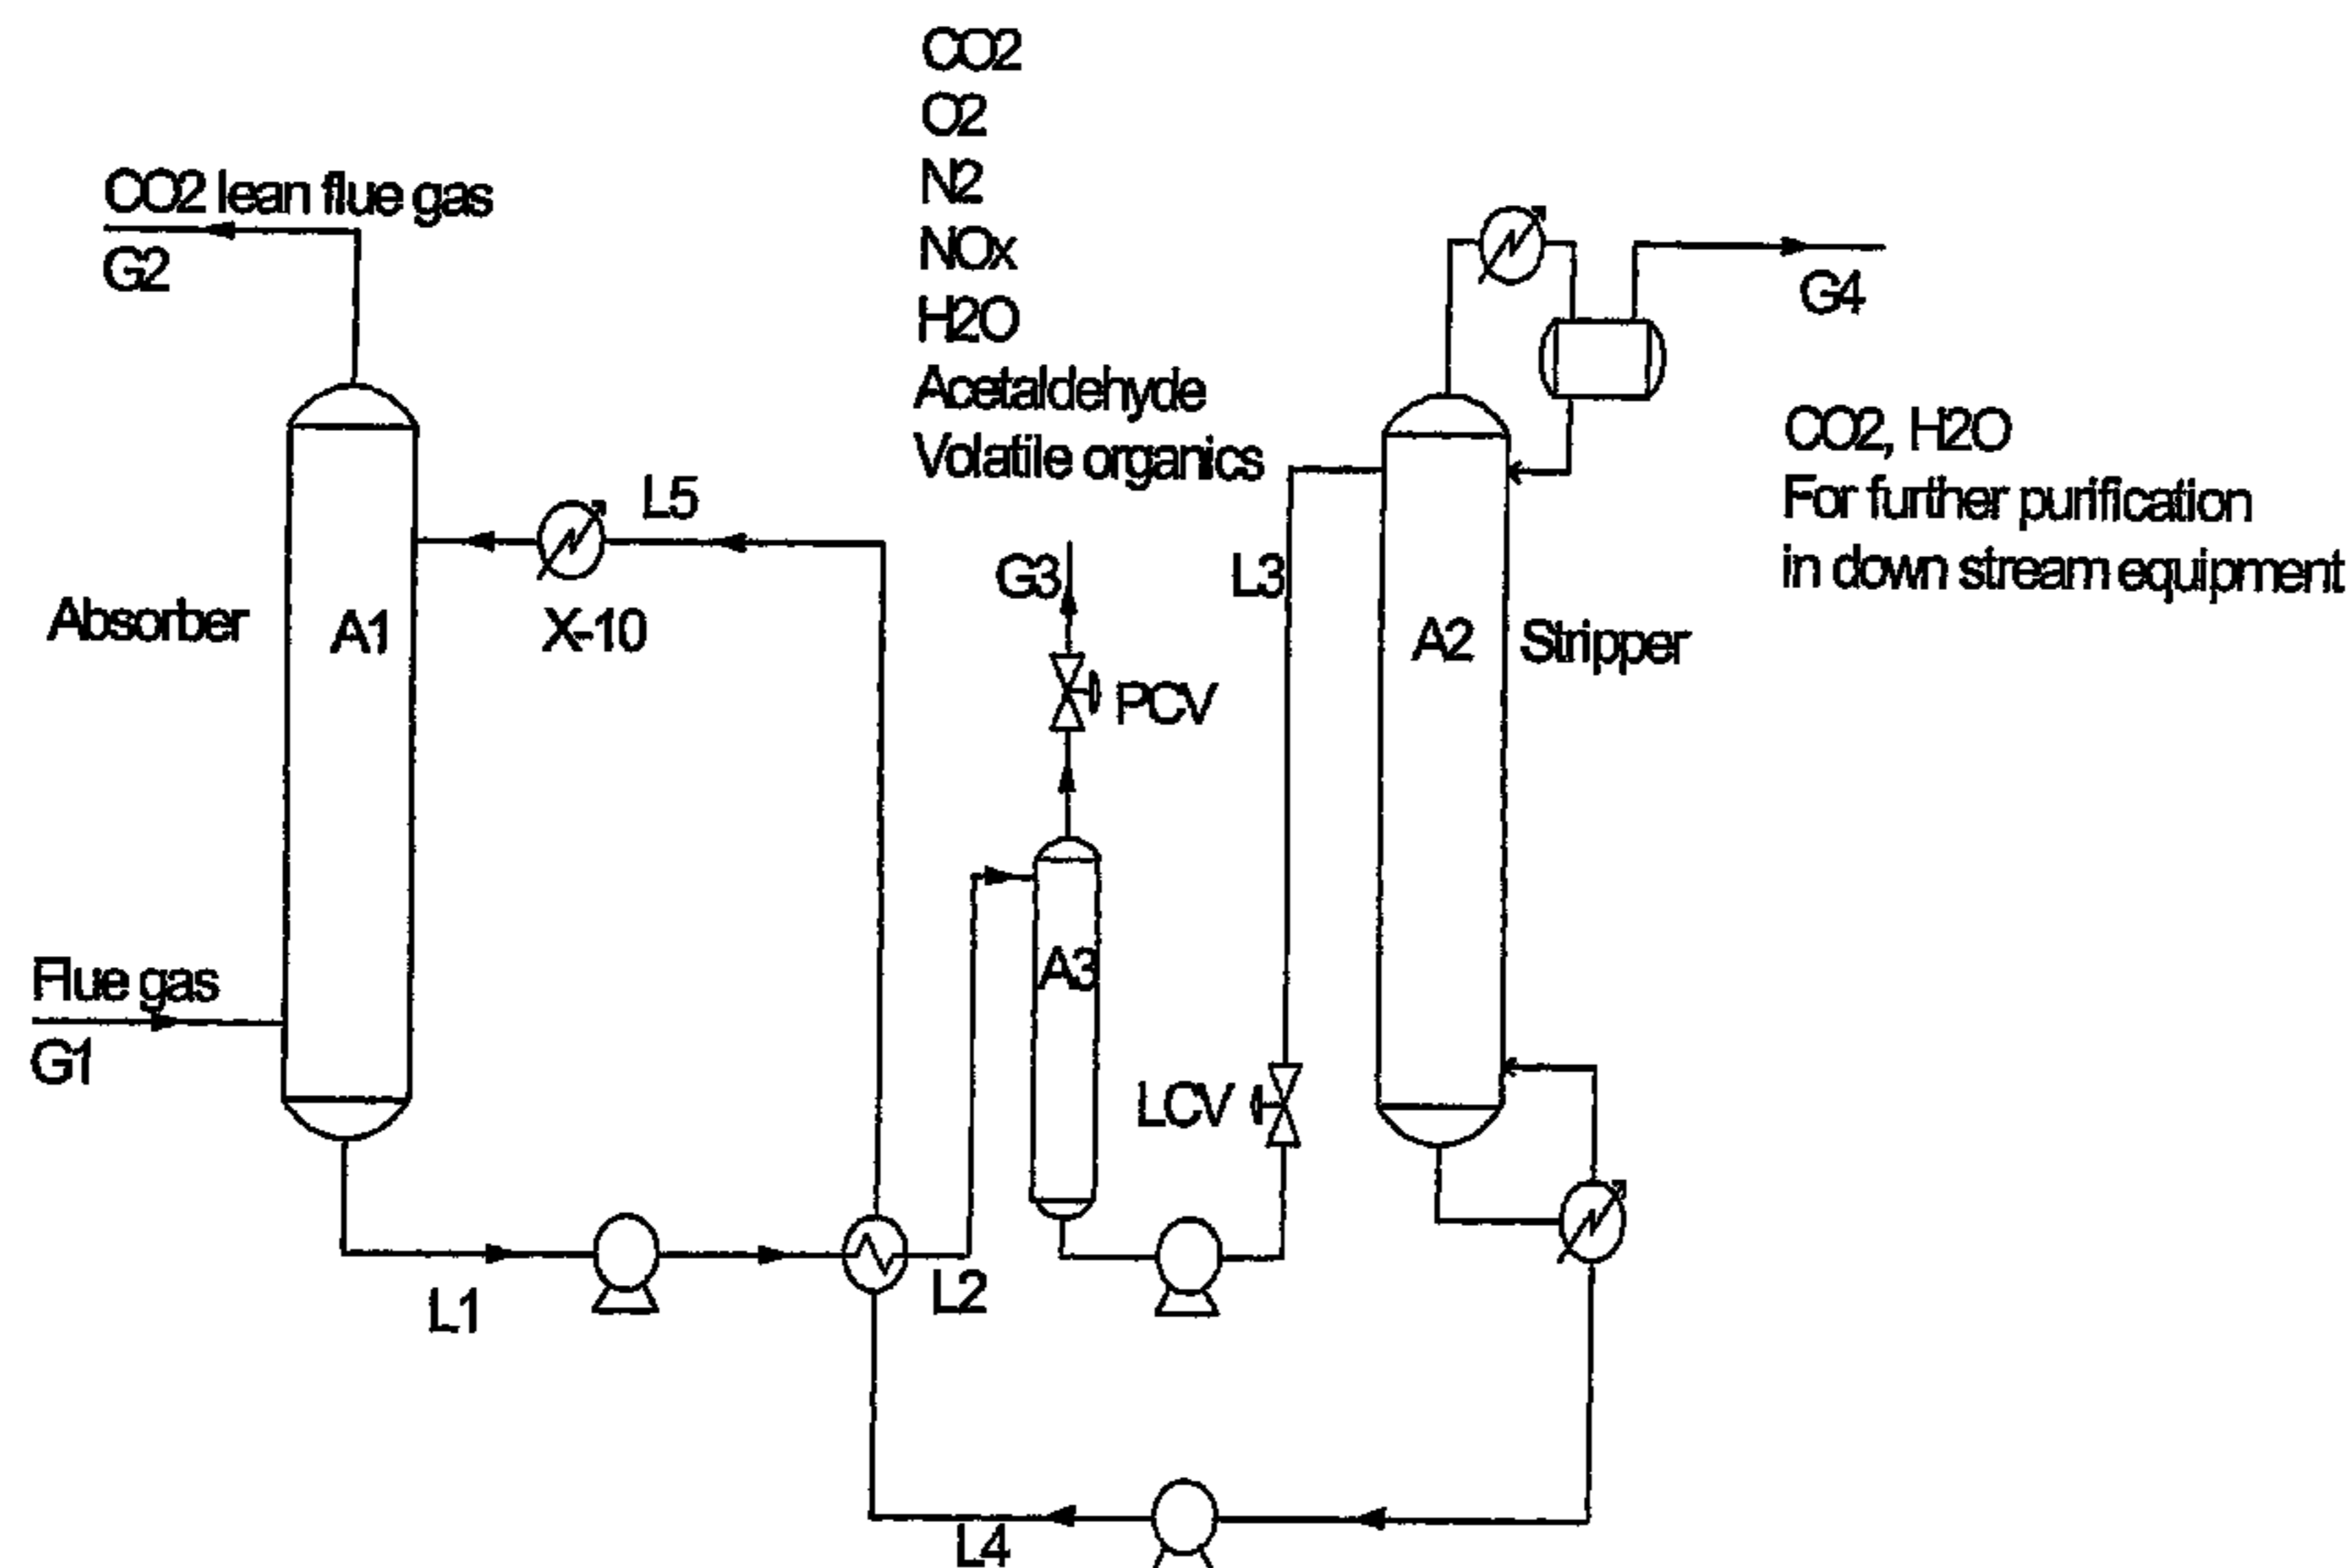 CO2
O2
N2
NOx
H2O
Acetaldehyde
Volatile organics
CO2 lean flue gas
G2
G4
CO2, H2O
For further purification
in down stream equipment
L5
X-10
G3
L3
Absorber
A1
A2
Stripper
PCV
A3
Flue gas
G1
LCV
L1
L2
L4